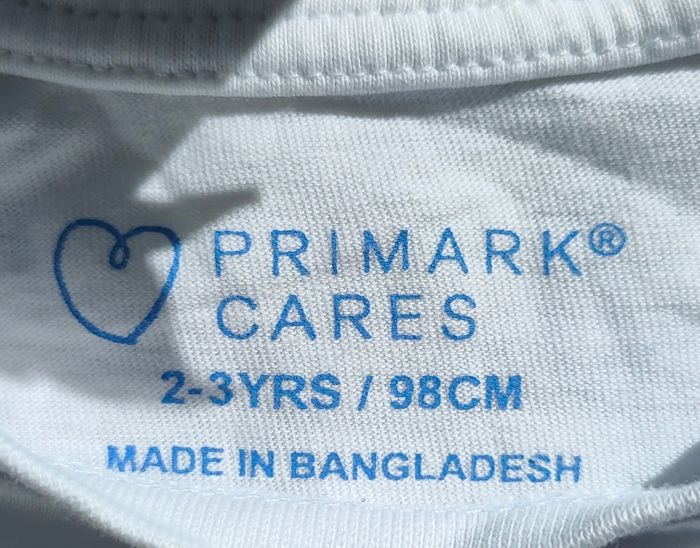 PRIMARK®
CARES
2-3YRS / 98CM
MADE IN BANGLADESH